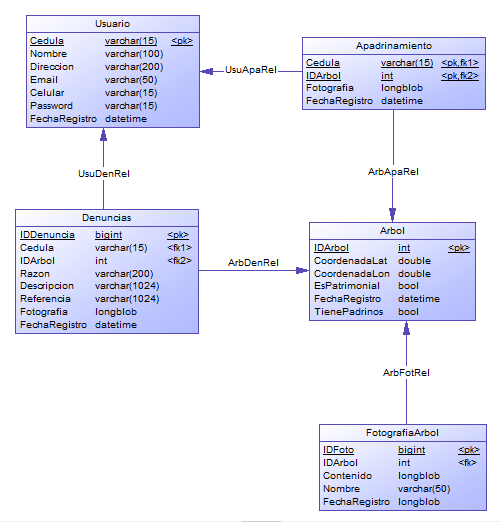 Usuario
Cedula varchar(15) <pk>
Nombre varchar(100)
Direccion varchar(200)
Email varchar(50)
Celular varchar(15)
Password varchar(15)
FechaRegistro datetime
UsuApaRel
Apadrinamiento
Cedula varchar(15) <pk,fk1>
IDArbol int <pk,fk2>
Fotografia longblob
FechaRegistro datetime
UsuDenRel
ArbApaRel
Denuncias
IDDenuncia bigint <pk>
Cedula varchar(15) <fk1>
IDArbol int <fk2>
Razon varchar(200)
Descripcion varchar(1024)
Referencia varchar(1024)
Fotografia longblob
FechaRegistro datetime
ArbDenRel
Arbol
IDArbol int <pk>
CoordenadaLat double
CoordenadaLon double
EsPatrimonial bool
FechaRegistro datetime
TienePadrinos bool
ArbFotRel
FotografiaArbol
IDFoto bigint <pk>
IDArbol int <fk>
Contenido longblob
Nombre varchar(50)
FechaRegistro longblob